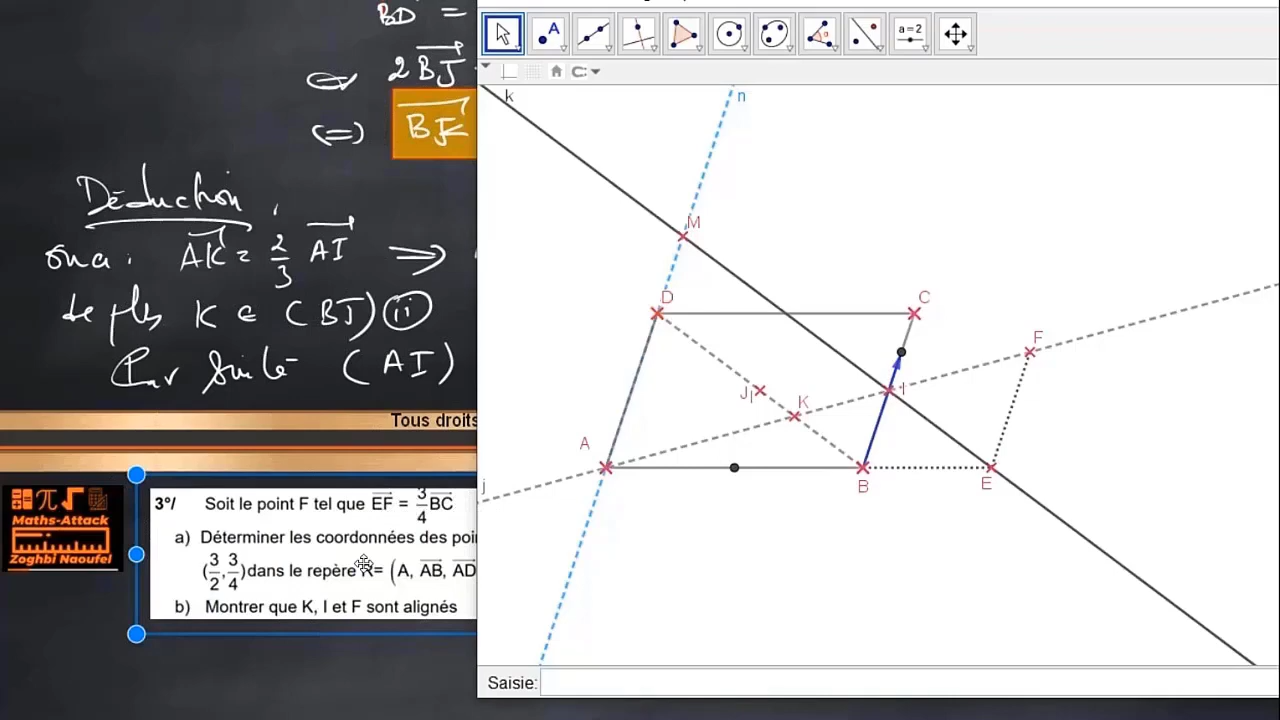 BD =
⇔ 2BJ
(=) BK
Déduction :
on a : AK = 2/3 AI ⟹
de plus K ∈ (BJ) (ii)
Par suite (AI)
Tous droits
Maths-Attack
Zoghbi Naoufel
3°/ Soit le point F tel que EF = 3/4 BC
a) Déterminer les coordonnées des poi
(3/2, 3/4) dans le repère R= (A, AB, AD
b) Montrer que K, I et F sont alignés
A
a=2
k
n
M
D
C
F
J
I
K
I
A
j
B
E
Saisie: